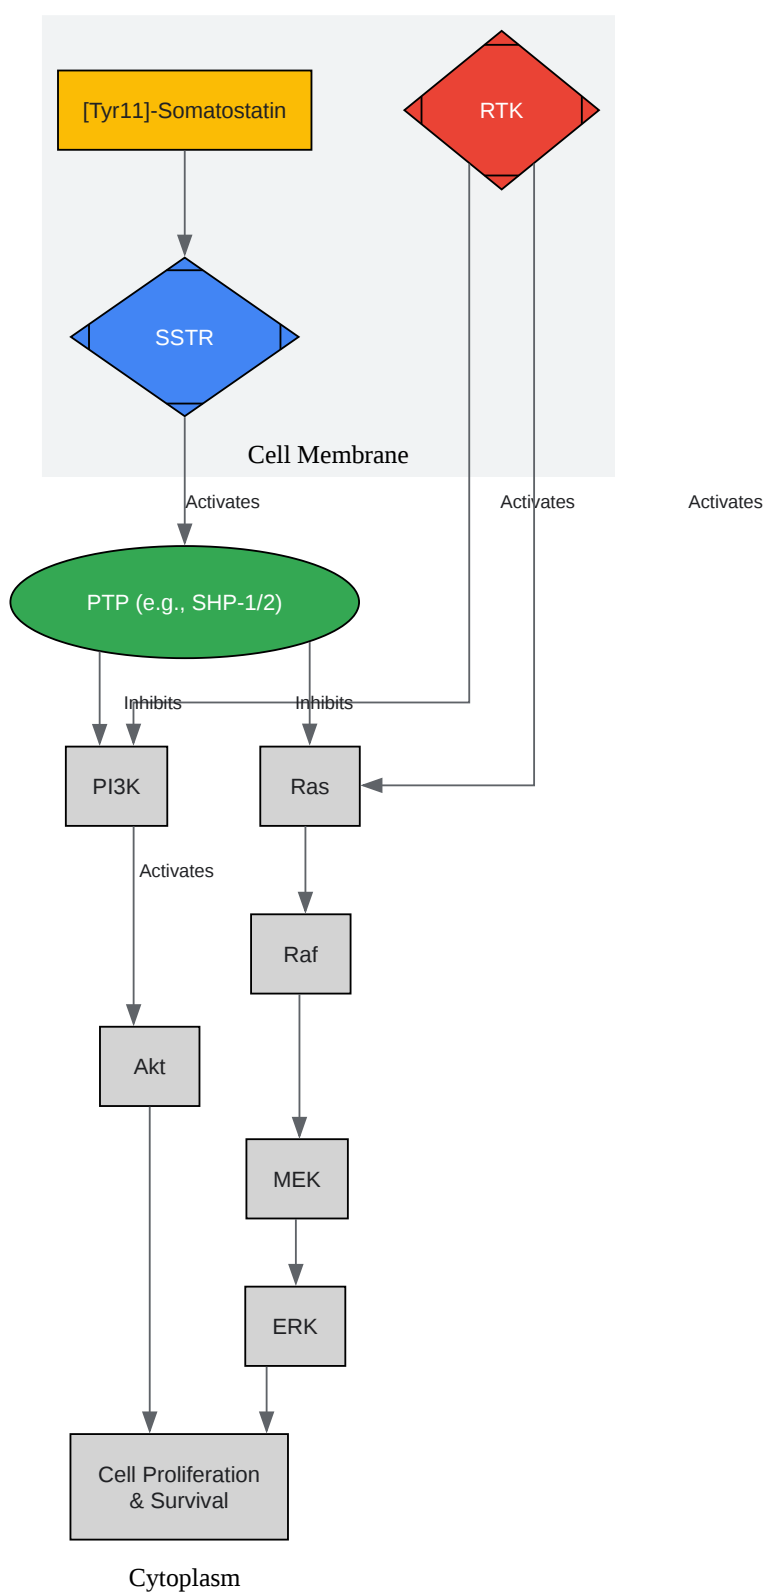 [Tyr11]-Somatostatin
RTK
SSTR
Cell Membrane
Activates
Activates
Activates
PTP (e.g., SHP-1/2)
Inhibits
Inhibits
PI3K
Ras
Activates
Raf
Akt
MEK
ERK
Cell Proliferation
& Survival
Cytoplasm